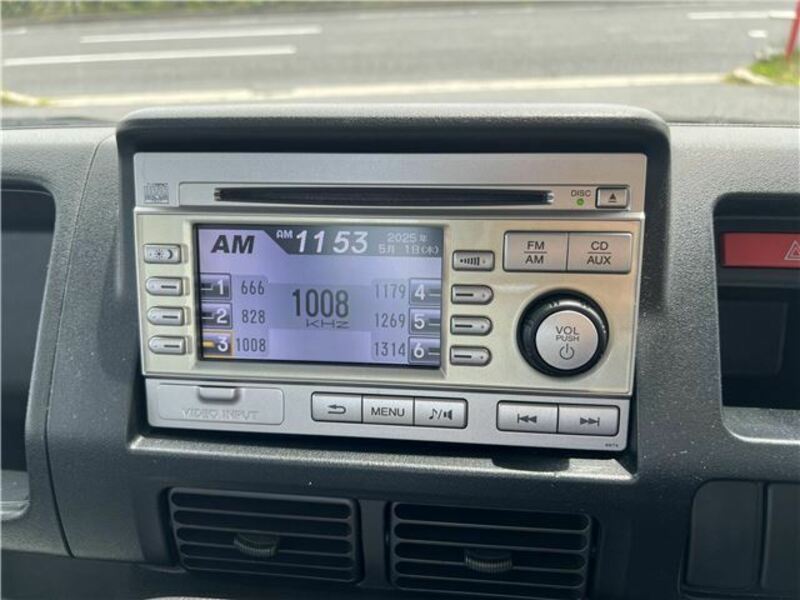 DISC
AM
AM 11 53
2025年
5月 1日(木)
1 666
2 828
3 1008
1008
KHz
1179 4
1269 5
1314 6
FM
AM
CD
AUX
VOL
PUSH
VIDEO INPUT
MENU